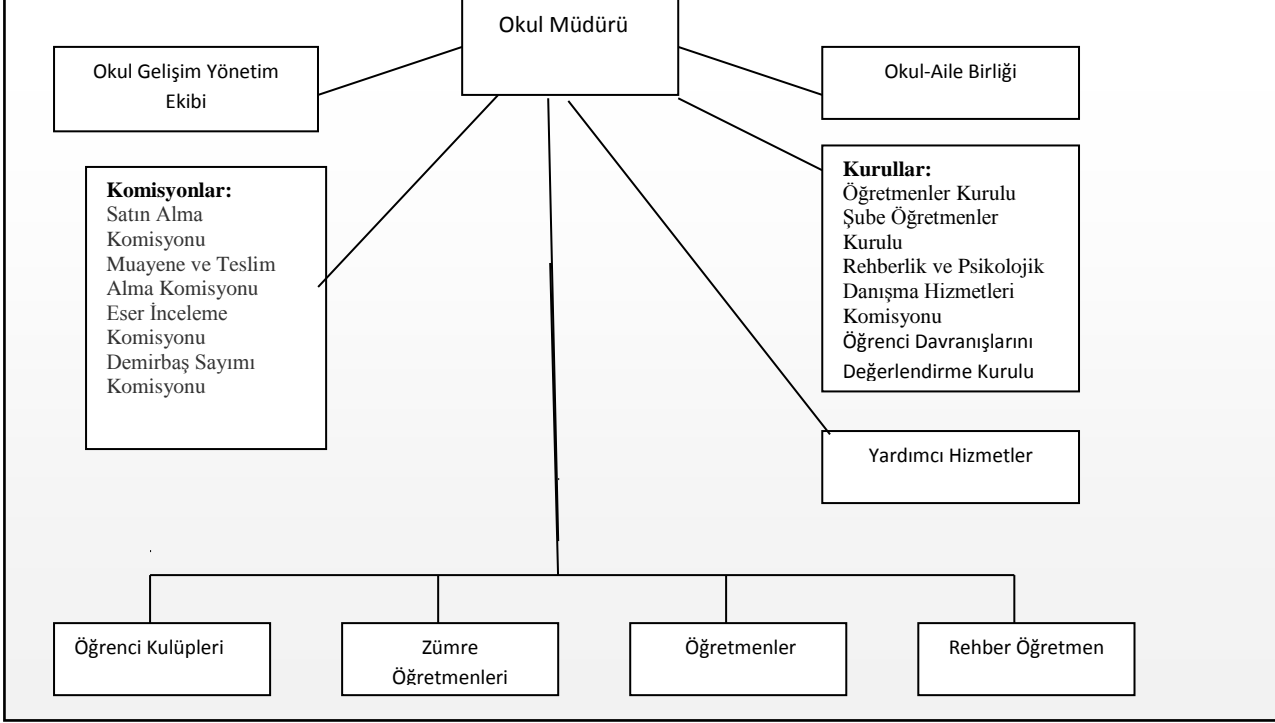 Okul Müdürü
Okul Gelişim Yönetim
Ekibi
Okul-Aile Birliği
Komisyonlar:
Satın Alma
Komisyonu
Muayene ve Teslim
Alma Komisyonu
Eser İnceleme
Komisyonu
Demirbaş Sayımı
Komisyonu
Kurullar:
Öğretmenler Kurulu
Şube Öğretmenler
Kurulu
Rehberlik ve Psikolojik
Danışma Hizmetleri
Komisyonu
Öğrenci Davranışlarını
Değerlendirme Kurulu
Yardımcı Hizmetler
Öğrenci Kulüpleri
Zümre
Öğretmenleri
Öğretmenler
Rehber Öğretmen